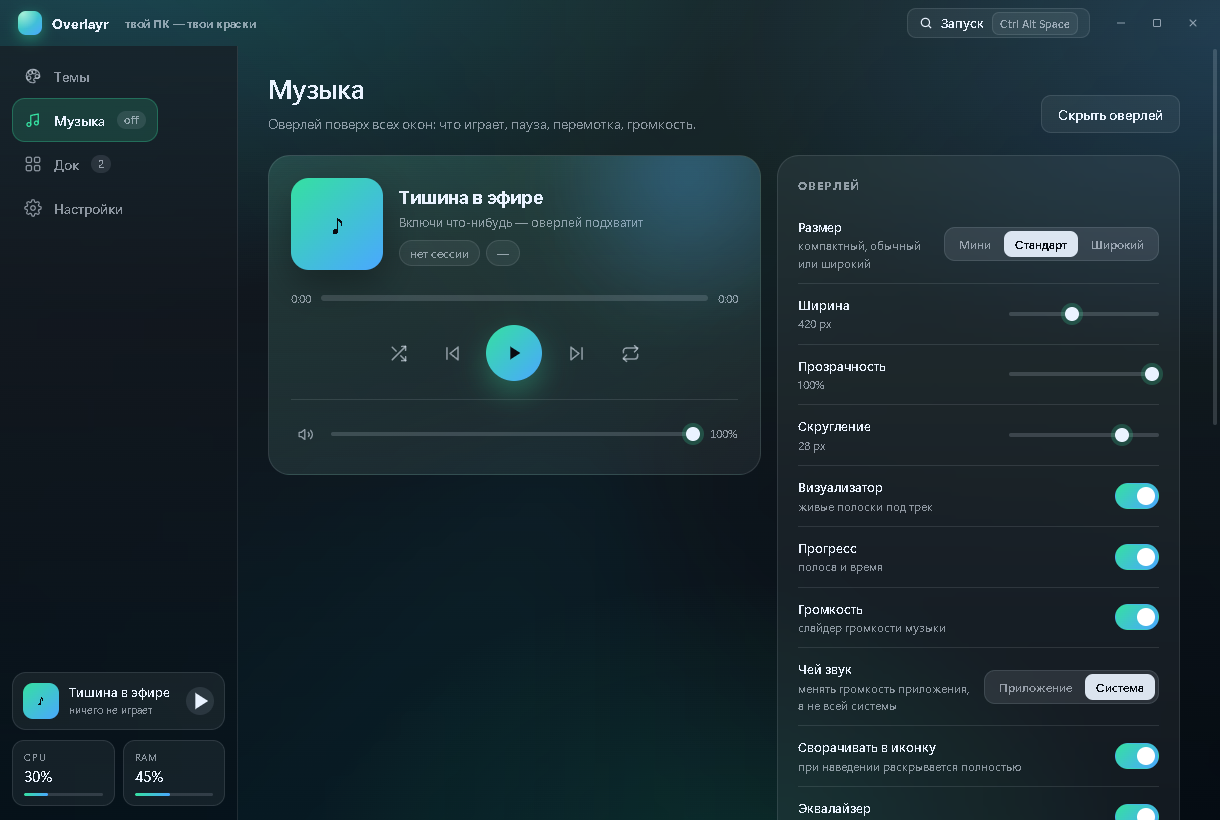 Overlayr твой ПК — твои краски
Запуск Ctrl Alt Space
Темы
Музыка off
Док 2
Настройки
Тишина в эфире
ничего не играет
CPU
30%
RAM
45%
Музыка
Оверлей поверх всех окон: что играет, пауза, перемотка, громкость.
Скрыть оверлей
Тишина в эфире
Включи что-нибудь — оверлей подхватит
нет сессии —
0:00 0:00
100%
ОВЕРЛЕЙ
Размер
компактный, обычный
или широкий
Мини Стандарт Широкий
Ширина
420 px
Прозрачность
100%
Скругление
28 px
Визуализатор
живые полоски под трек
Прогресс
полоса и время
Громкость
слайдер громкости музыки
Чей звук
менять громкость приложения,
а не всей системы
Приложение Система
Сворачивать в иконку
при наведении раскрывается полностью
Эквалайзер